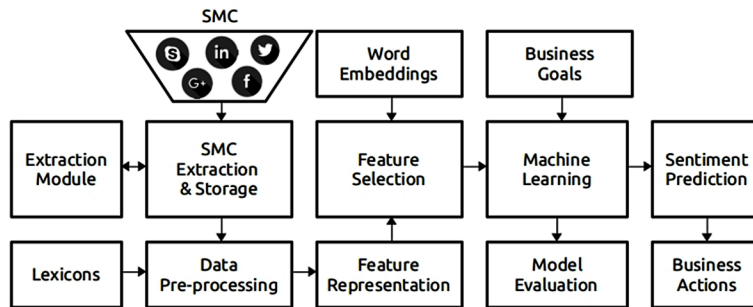 SMC
in
G+
f
Word
Embeddings
Business
Goals
Extraction
Module
SMC
Extraction
& Storage
Feature
Selection
Machine
Learning
Sentiment
Prediction
Lexicons
Data
Pre-processing
Feature
Representation
Model
Evaluation
Business
Actions